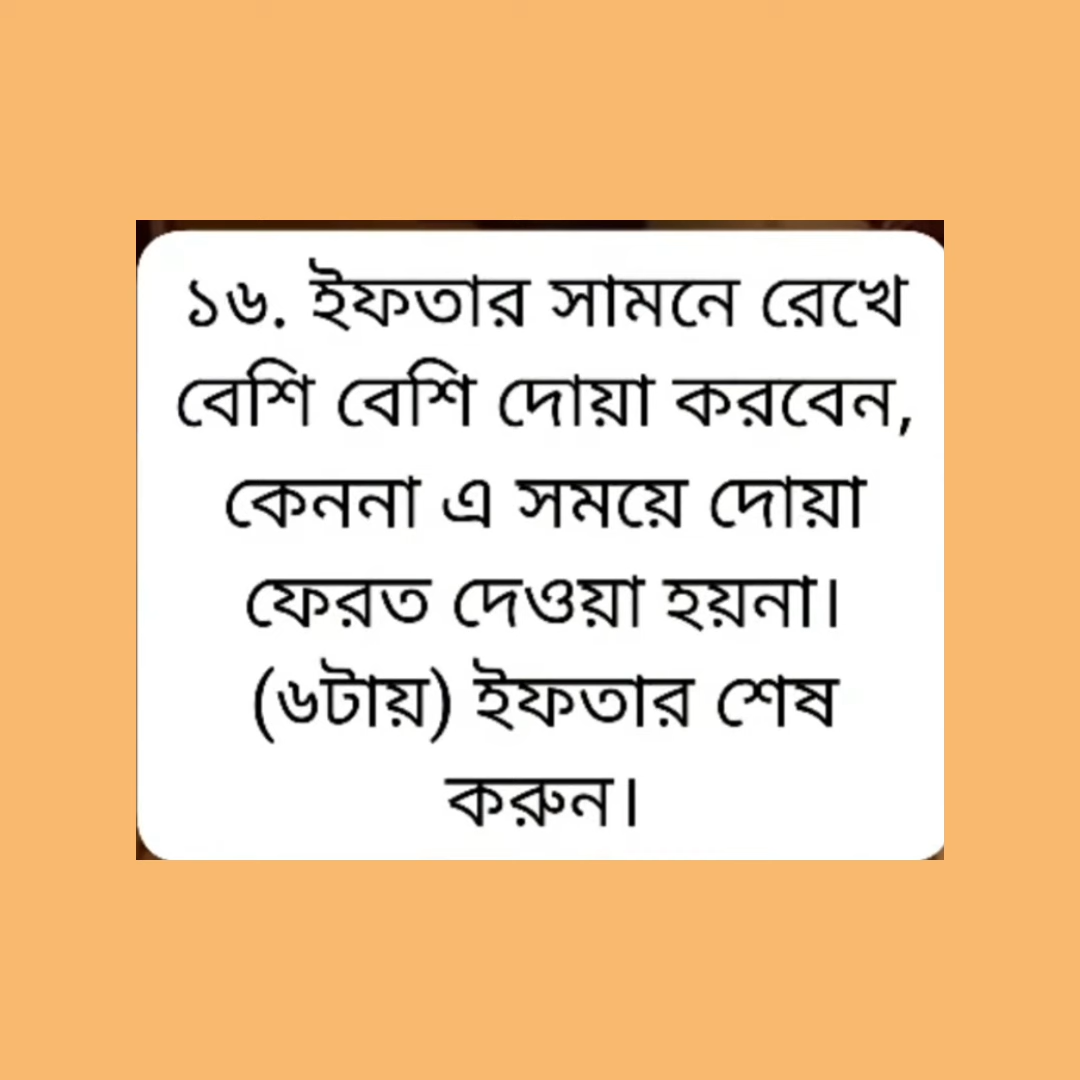 ১৬. ইফতার সামনে রেখে
বেশি বেশি দোয়া করবেন,
কেননা এ সময়ে দোয়া
ফেরত দেওয়া হয়না।
(৬টায়) ইফতার শেষ
করুন।